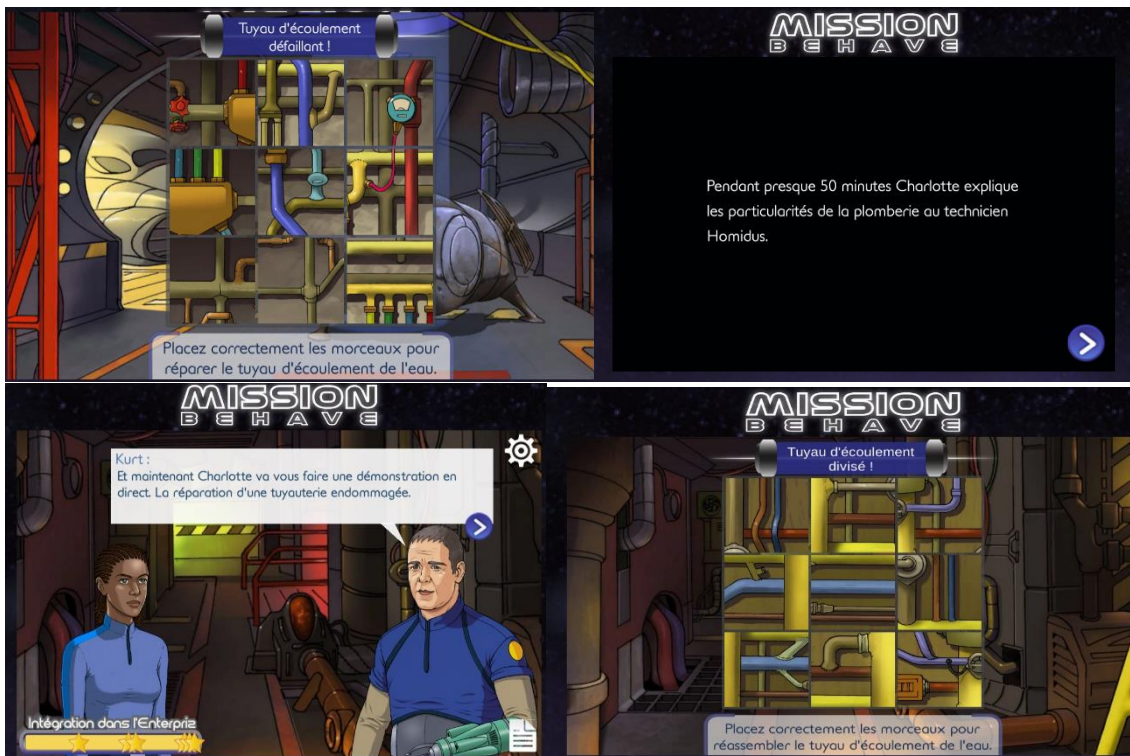 Tuyau d'écoulement
défaillant !
Placez correctement les morceaux pour
réparer le tuyau d'écoulement de l'eau.
MISSION
BEHAVE
Pendant presque 50 minutes Charlotte explique
les particularités de la plomberie au technicien
Homidus.
MISSION
BEHAVE
Kurt :
Et maintenant Charlotte va vous faire une démonstration en
direct. La réparation d'une tuyauterie endommagée.
Intégration dans l'Enterpriz
MISSION
BEHAVE
Tuyau d'écoulement
divisé !
Placez correctement les morceaux pour
réassembler le tuyau d'écoulement de l'eau.